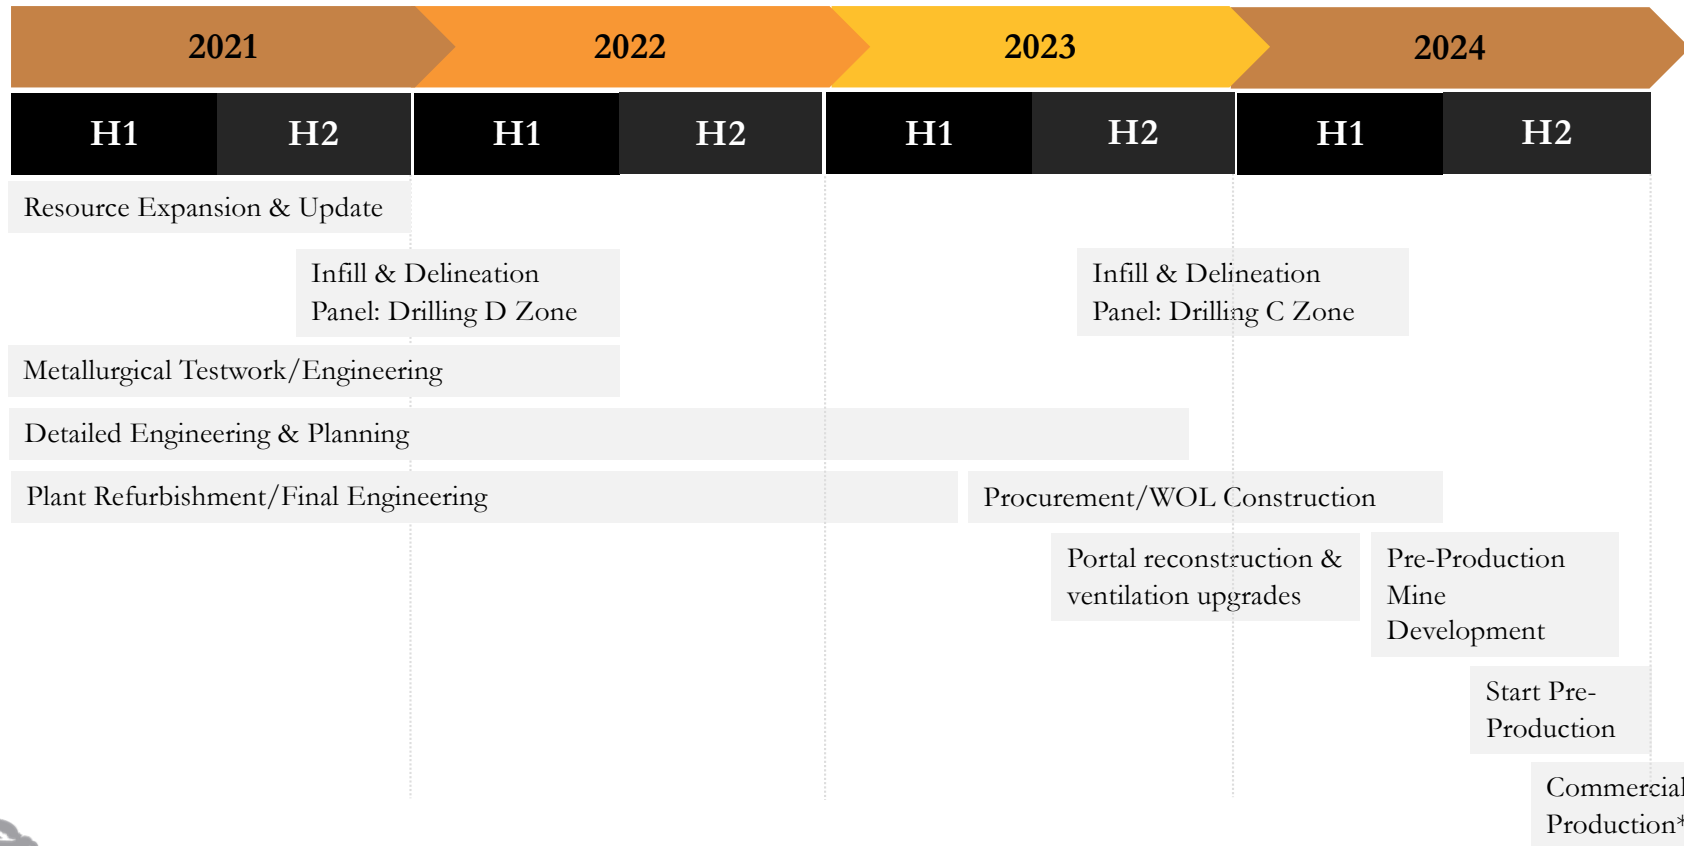 2021
2022
2023
2024
H1
H2
H1
H2
H1
H2
H1
H2
Resource Expansion & Update
Infill & Delineation
Panel: Drilling D Zone
Infill & Delineation
Panel: Drilling C Zone
Metallurgical Testwork/Engineering
Detailed Engineering & Planning
Plant Refurbishment/Final Engineering
Procurement/WOL Construction
Portal reconstruction &
ventilation upgrades
Pre-Production
Mine
Development
Start Pre-
Production
Commercial
Production*